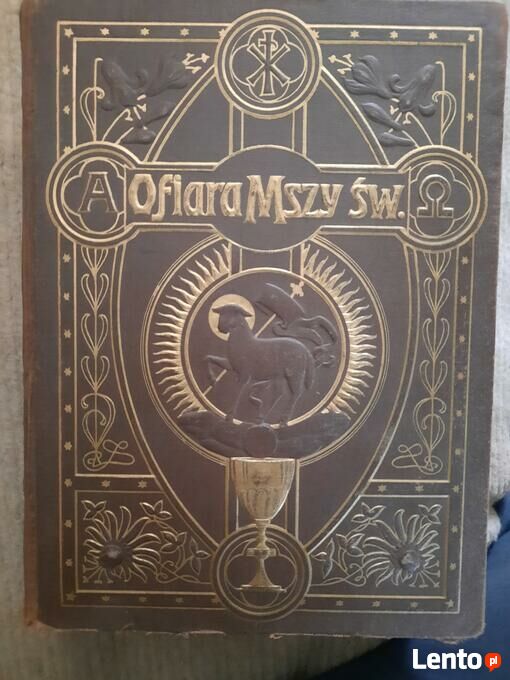 A Ofiara Mszy Św. Ω
Lento pl